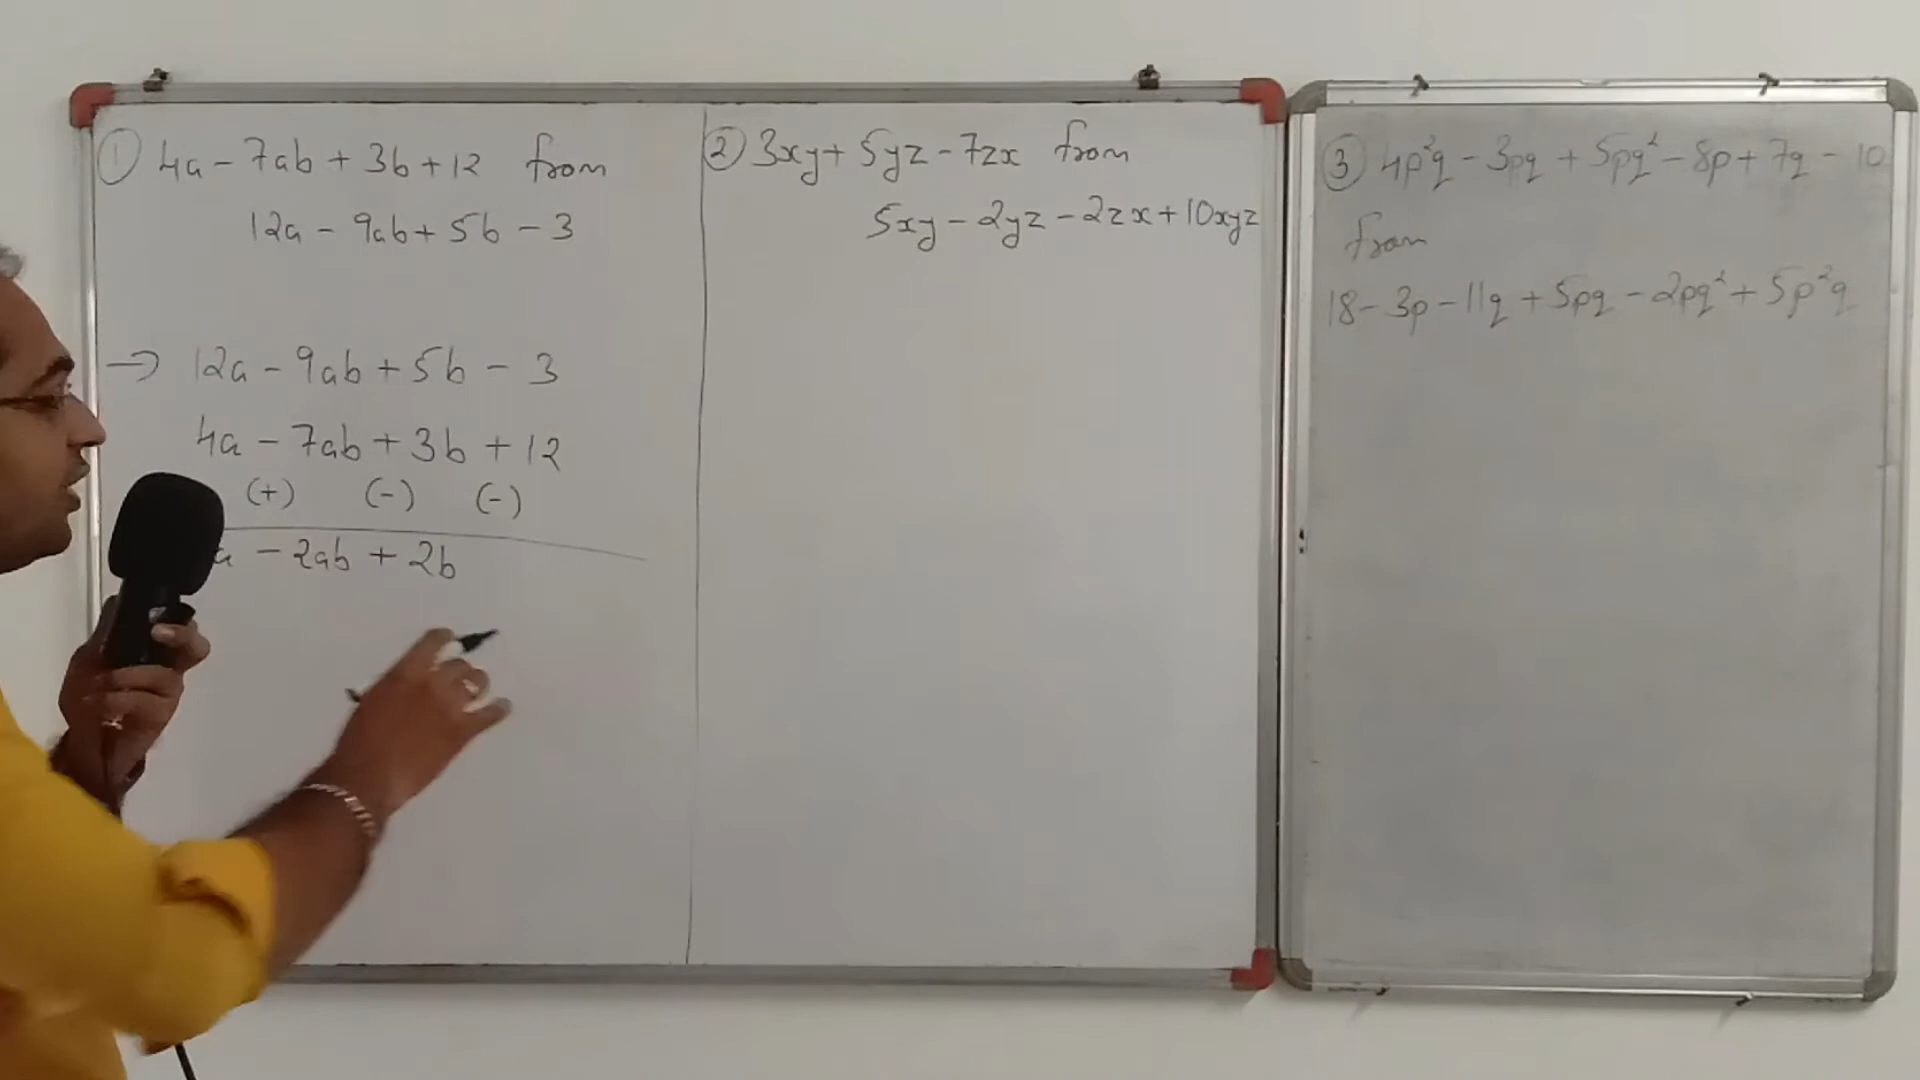 ① 4a - 7ab + 3b + 12 from
12a - 9ab + 5b - 3
→ 12a - 9ab + 5b - 3
4a - 7ab + 3b + 12
(+) (-) (-)
a - 2ab + 2b
② 3xy + 5yz - 7zx from
5xy - 2yz - 2zx + 10xyz
③ 4p²q - 3pq + 5pq² - 8p + 7q - 10
from
18 - 3p - 11q + 5pq - 2pq² + 5p²q